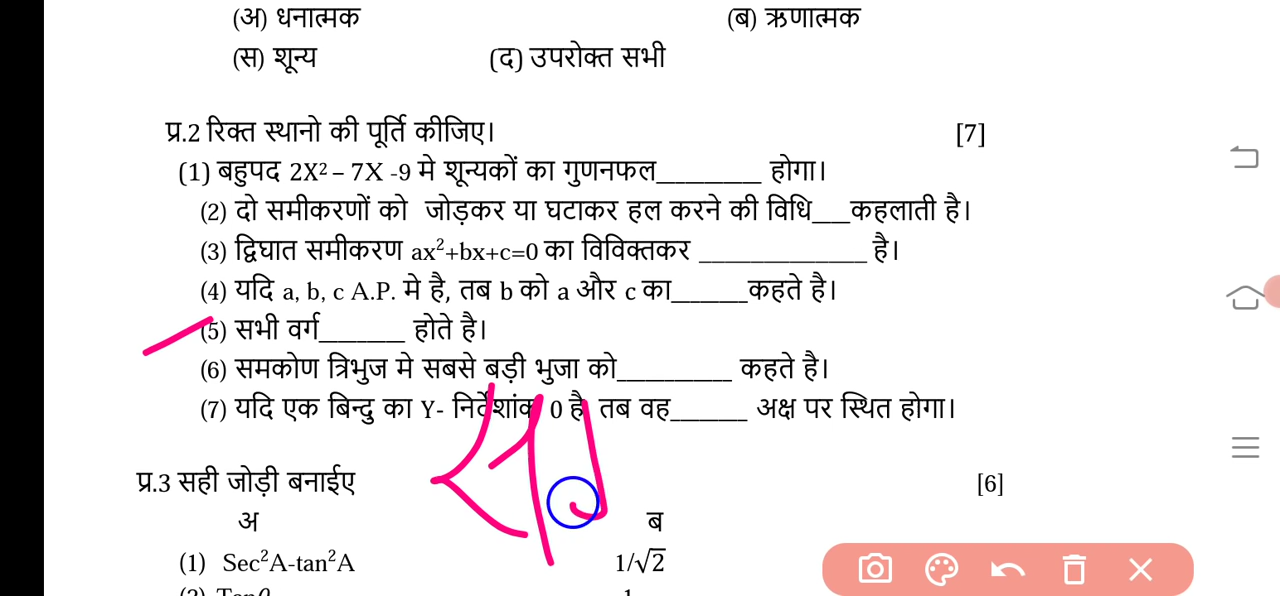 (अ) धनात्मक (ब) ऋणात्मक
(स) शून्य (द) उपरोक्त सभी
प्र.2 रिक्त स्थानो की पूर्ति कीजिए। [7]
(1) बहुपद 2X² – 7X -9 मे शून्यकों का गुणनफल________ होगा।
(2) दो समीकरणों को जोड़कर या घटाकर हल करने की विधि___कहलाती है।
(3) द्विघात समीकरण ax²+bx+c=0 का विविक्तकर _____________ है।
(4) यदि a, b, c A.P. मे है, तब b को a और c का______कहते है।
(5) सभी वर्ग_______ होते है।
(6) समकोण त्रिभुज मे सबसे बड़ी भुजा को_________ कहते है।
(7) यदि एक बिन्दु का Y- निर्देशांक 0 है तब वह______ अक्ष पर स्थित होगा।
प्र.3 सही जोड़ी बनाईए [6]
अ ब
(1) Sec²A-tan²A 1/√2